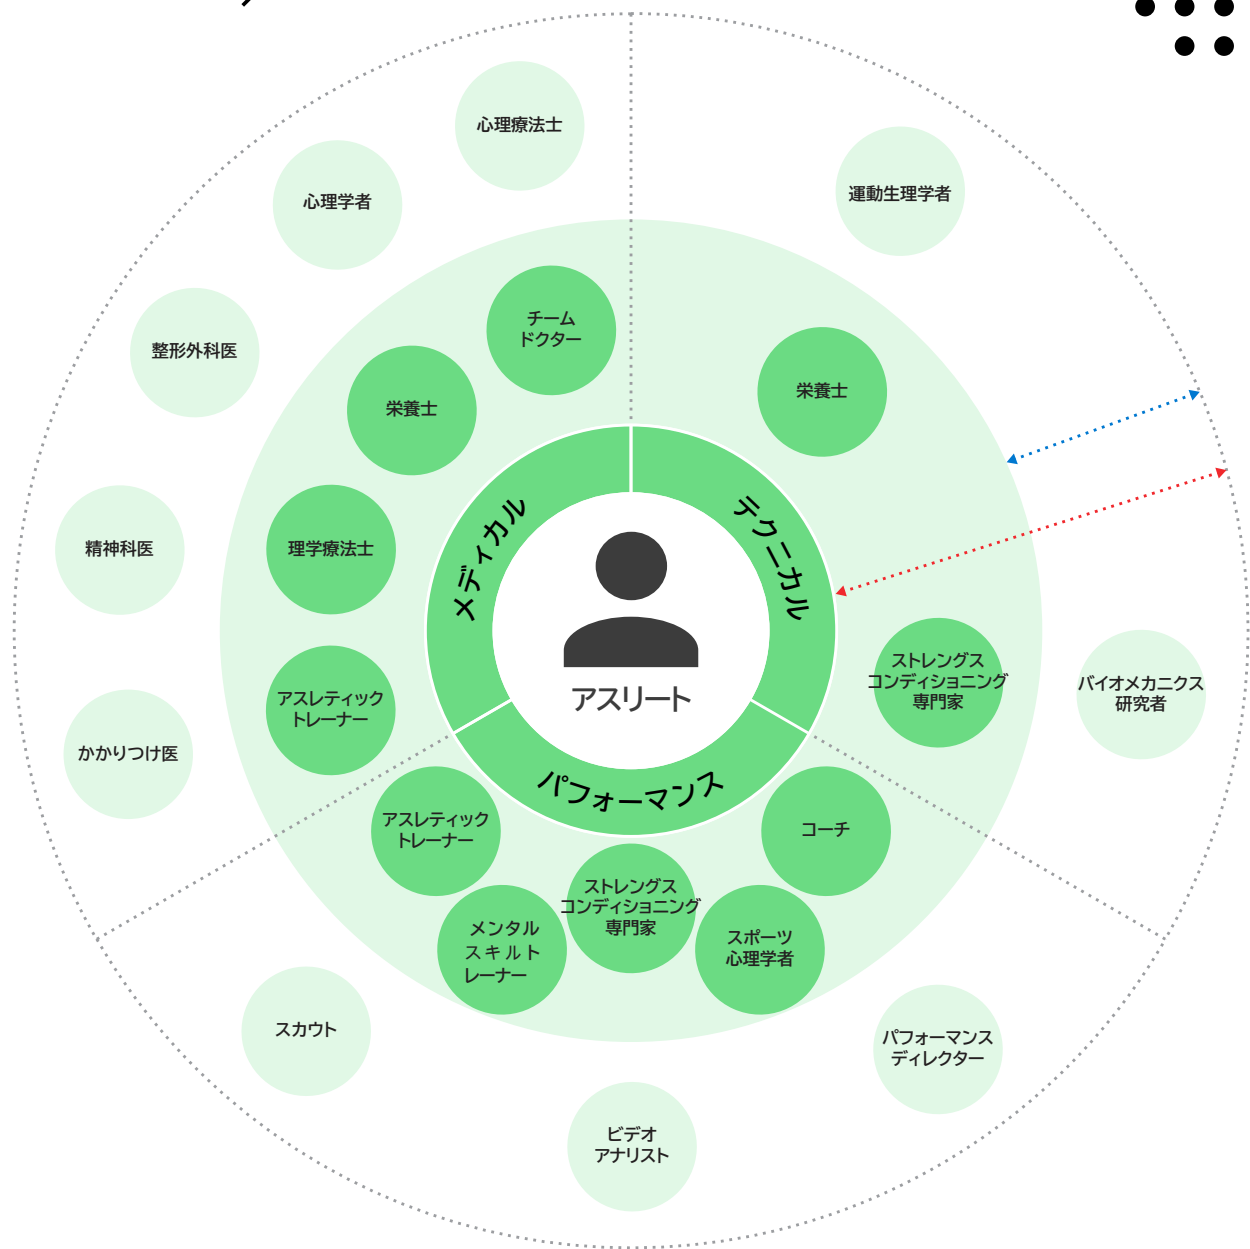 心理療法士
運動生理学者
心理学者
チーム
ドクター
整形外科医
栄養士
栄養士
精神科医
理学療法士
メディカル
テクニカル
アスリート
アスレティック
トレーナー
ストレングス
コンディショニング
専門家
バイオメカニクス
研究者
かかりつけ医
パフォーマンス
アスレティック
トレーナー
コーチ
ストレングス
コンディショニング
専門家
メンタル
スキルト
レーナー
スポーツ
心理学者
スカウト
パフォーマンス
ディレクター
ビデオ
アナリスト